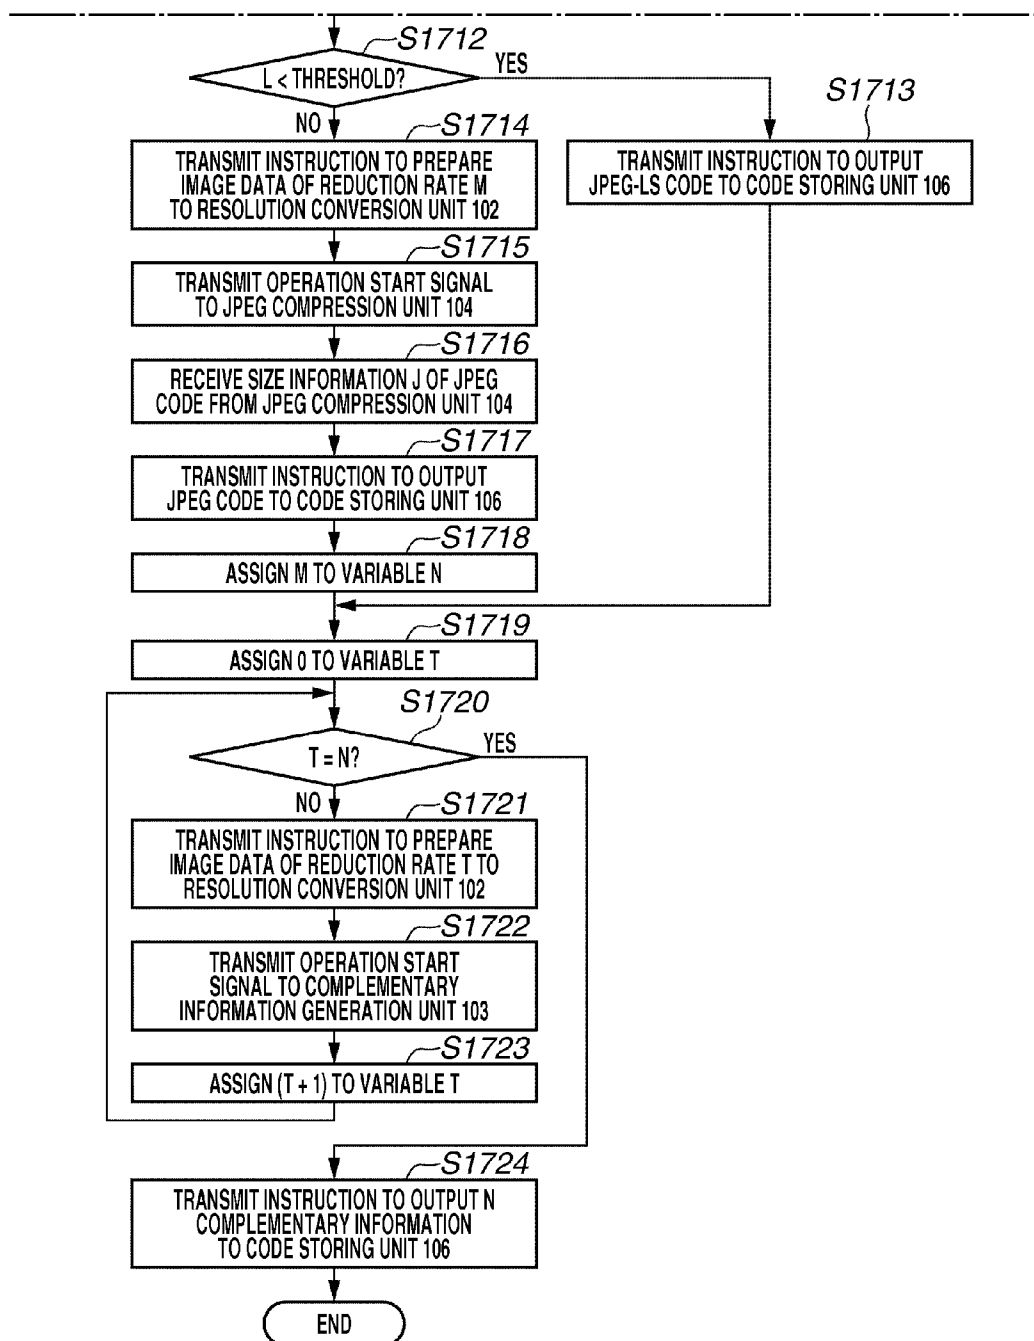 S1712
L < THRESHOLD?
YES
NO
S1713
TRANSMIT INSTRUCTION TO OUTPUT
JPEG-LS CODE TO CODE STORING UNIT 106
S1714
TRANSMIT INSTRUCTION TO PREPARE
IMAGE DATA OF REDUCTION RATE M
TO RESOLUTION CONVERSION UNIT 102
S1715
TRANSMIT OPERATION START SIGNAL
TO JPEG COMPRESSION UNIT 104
S1716
RECEIVE SIZE INFORMATION J OF JPEG
CODE FROM JPEG COMPRESSION UNIT 104
S1717
TRANSMIT INSTRUCTION TO OUTPUT
JPEG CODE TO CODE STORING UNIT 106
S1718
ASSIGN M TO VARIABLE N
S1719
ASSIGN 0 TO VARIABLE T
S1720
T = N?
YES
NO
S1721
TRANSMIT INSTRUCTION TO PREPARE
IMAGE DATA OF REDUCTION RATE T TO
RESOLUTION CONVERSION UNIT 102
S1722
TRANSMIT OPERATION START
SIGNAL TO COMPLEMENTARY
INFORMATION GENERATION UNIT 103
S1723
ASSIGN (T + 1) TO VARIABLE T
S1724
TRANSMIT INSTRUCTION TO OUTPUT N
COMPLEMENTARY INFORMATION
TO CODE STORING UNIT 106
END